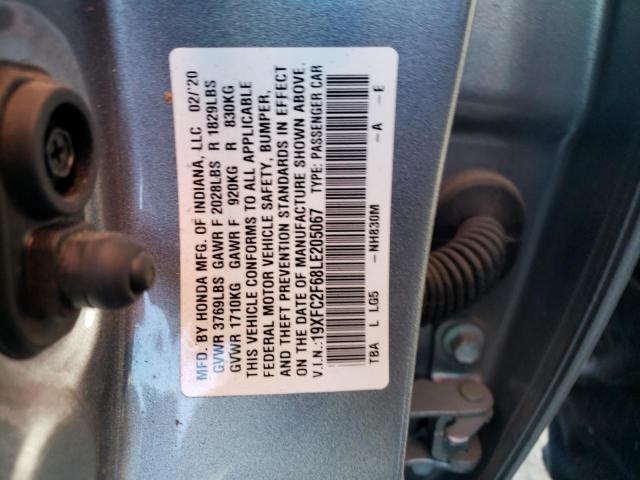 MFD. BY HONDA MFG. OF INDIANA, LLC 02/'20
GVWR 3769LBS GAWR F 2028LBS R 1829LBS
GVWR 1710KG GAWR F 920KG R 830KG
THIS VEHICLE CONFORMS TO ALL APPLICABLE
FEDERAL MOTOR VEHICLE SAFETY, BUMPER,
AND THEFT PREVENTION STANDARDS IN EFFECT
ON THE DATE OF MANUFACTURE SHOWN ABOVE.
V.I.N.:19XFC2F68LE205067 TYPE: PASSENGER CAR
TBA L LG5 -NH830M -A -E